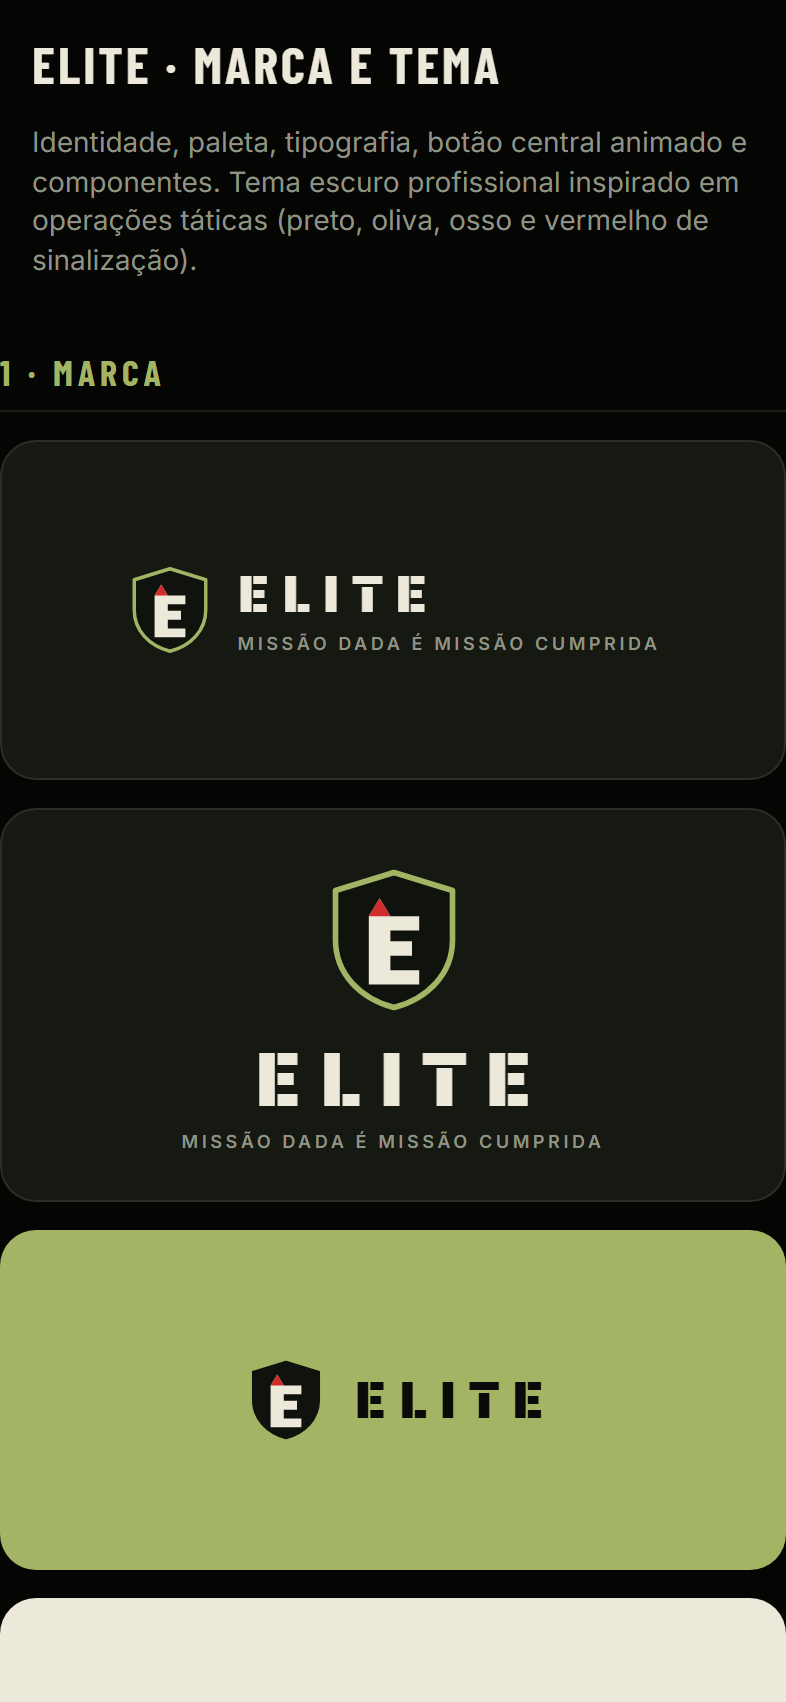 ELITE · MARCA E TEMA
Identidade, paleta, tipografia, botão central animado e
componentes. Tema escuro profissional inspirado em
operações táticas (preto, oliva, osso e vermelho de
sinalização).
1 · MARCA
E
ELITE
MISSÃO DADA É MISSÃO CUMPRIDA
E
ELITE
MISSÃO DADA É MISSÃO CUMPRIDA
E
ELITE